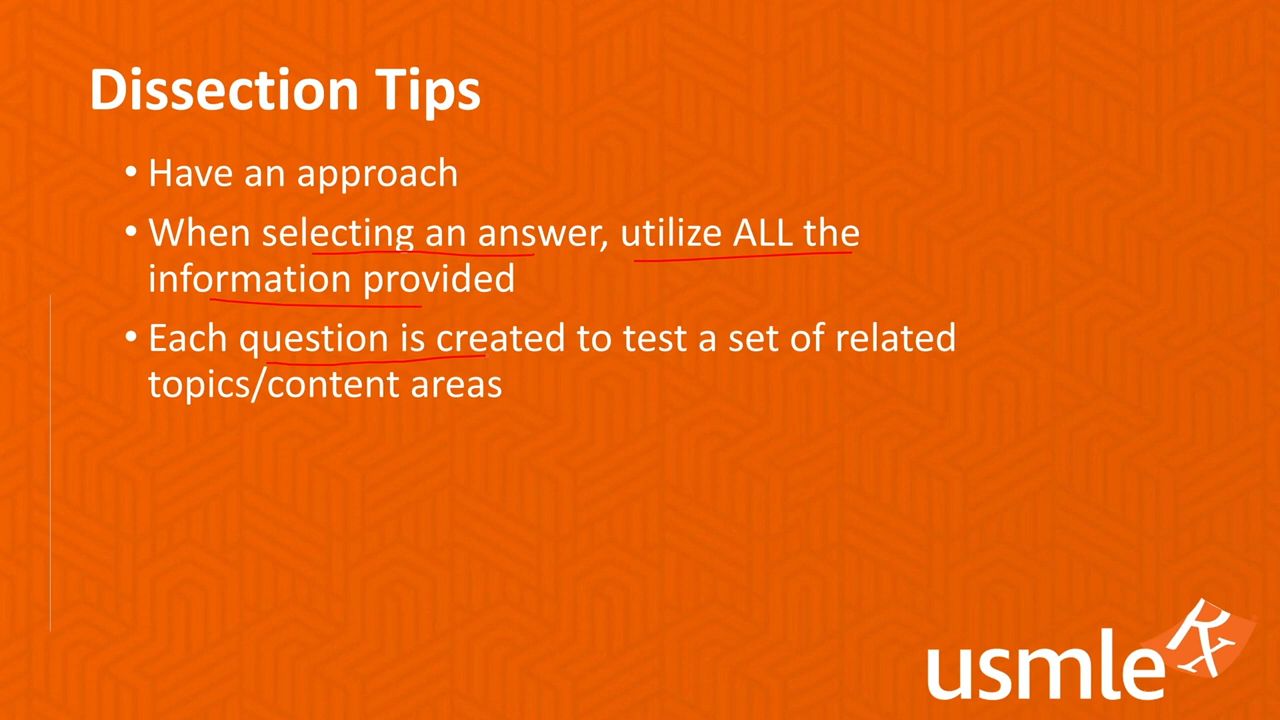 Dissection Tips
• Have an approach
• When selecting an answer, utilize ALL the
information provided
• Each question is created to test a set of related
topics/content areas
usmle Rx